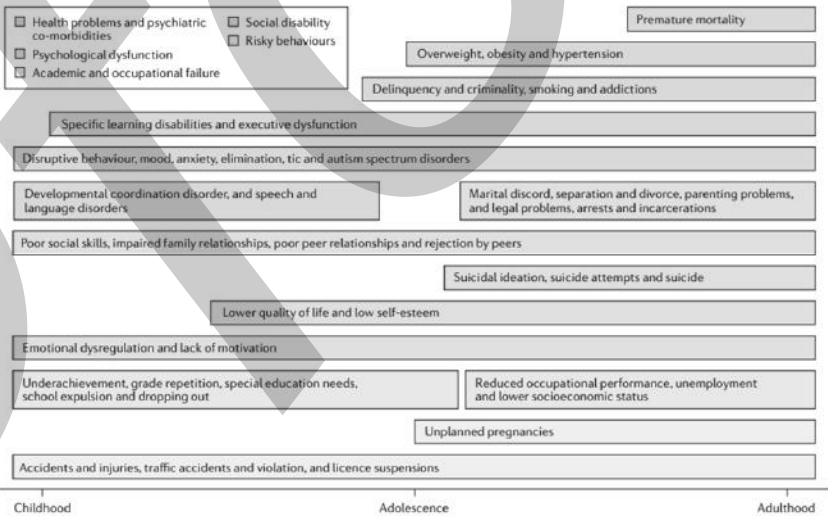 Health problems and psychiatric
co-morbidities
Psychological dysfunction
Academic and occupational failure
Social disability
Risky behaviours
Premature mortality
Overweight, obesity and hypertension
Delinquency and criminality, smoking and addictions
Specific learning disabilities and executive dysfunction
Disruptive behaviour, mood, anxiety, elimination, tic and autism spectrum disorders
Developmental coordination disorder, and speech and
language disorders
Marital discord, separation and divorce, parenting problems,
and legal problems, arrests and incarcerations
Poor social skills, impaired family relationships, poor peer relationships and rejection by peers
Suicidal ideation, suicide attempts and suicide
Lower quality of life and low self-esteem
Emotional dysregulation and lack of motivation
Underachievement, grade repetition, special education needs,
school expulsion and dropping out
Reduced occupational performance, unemployment
and lower socioeconomic status
Unplanned pregnancies
Accidents and injuries, traffic accidents and violation, and licence suspensions
Childhood
Adolescence
Adulthood